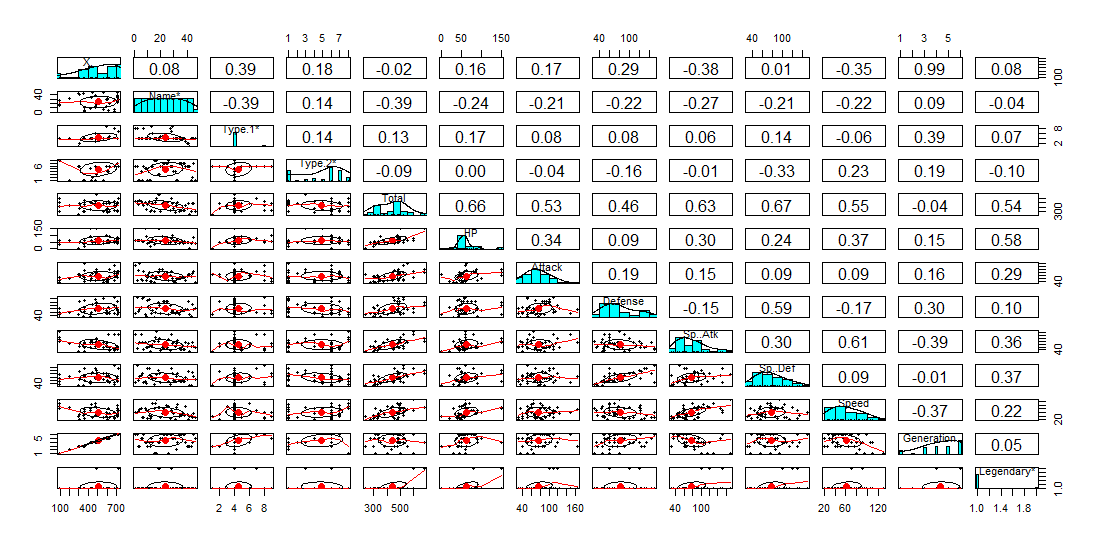 0 20 40 1 3 5 7 0 50 150 40 100 40 100 1 3 5
X 0.08 0.39 0.18 -0.02 0.16 0.17 0.29 -0.38 0.01 -0.35 0.99 0.08 100
0 40 Name* -0.39 0.14 -0.39 -0.24 -0.21 -0.22 -0.27 -0.21 -0.22 0.09 -0.04
Type.1* 0.14 0.13 0.17 0.08 0.08 0.06 0.14 -0.06 0.39 0.07 2 8
1 6 Type.2* -0.09 0.00 -0.04 -0.16 -0.01 -0.33 0.23 0.19 -0.10
Total 0.66 0.53 0.46 0.63 0.67 0.55 -0.04 0.54 300
0 150 HP 0.34 0.09 0.30 0.24 0.37 0.15 0.58
Attack 0.19 0.15 0.09 0.09 0.16 0.29 40
40 Defense -0.15 0.59 -0.17 0.30 0.10
Sp..Atk 0.30 0.61 -0.39 0.36 40
40 Sp..Def 0.09 -0.01 0.37
Speed -0.37 0.22 20
1 5 Generation 0.05
Legendary* 1.0
100 400 700 2 4 6 8 300 500 40 100 160 40 100 20 60 120 1.0 1.4 1.8